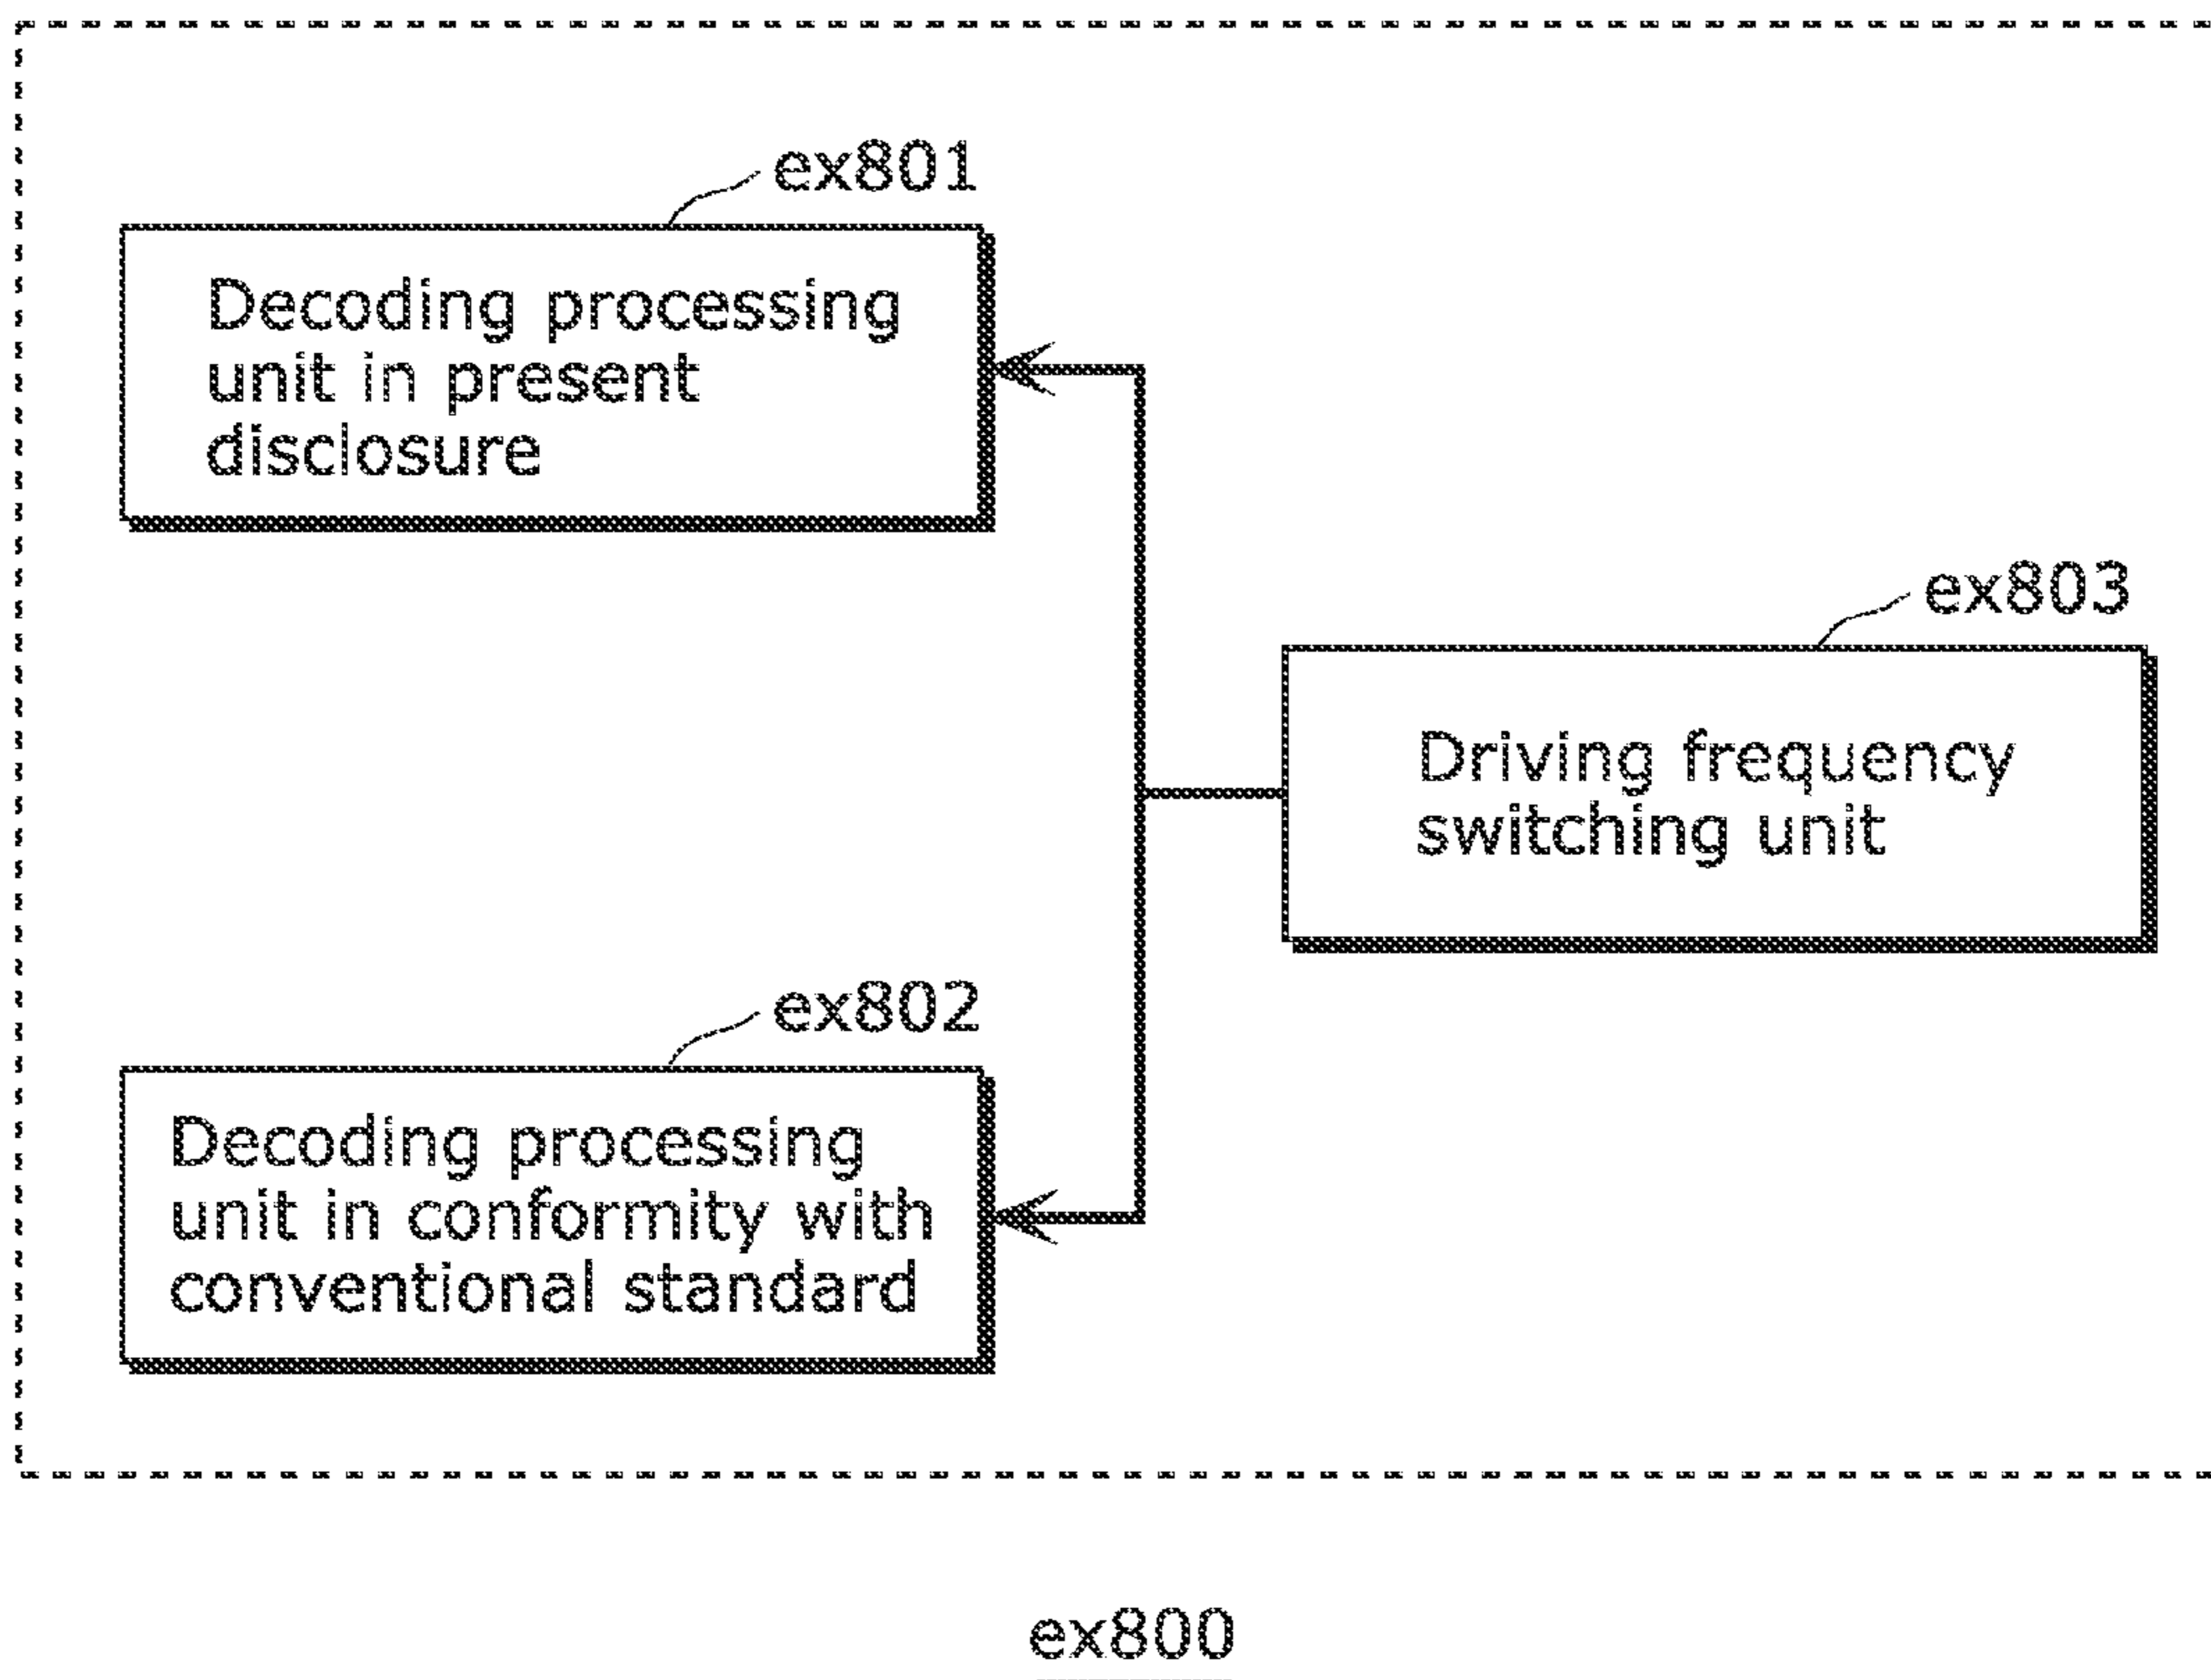 ex801
Decoding processing
unit in present
disclosure
ex803
Driving frequency
switching unit
ex802
Decoding processing
unit in conformity with
conventional standard
ex800